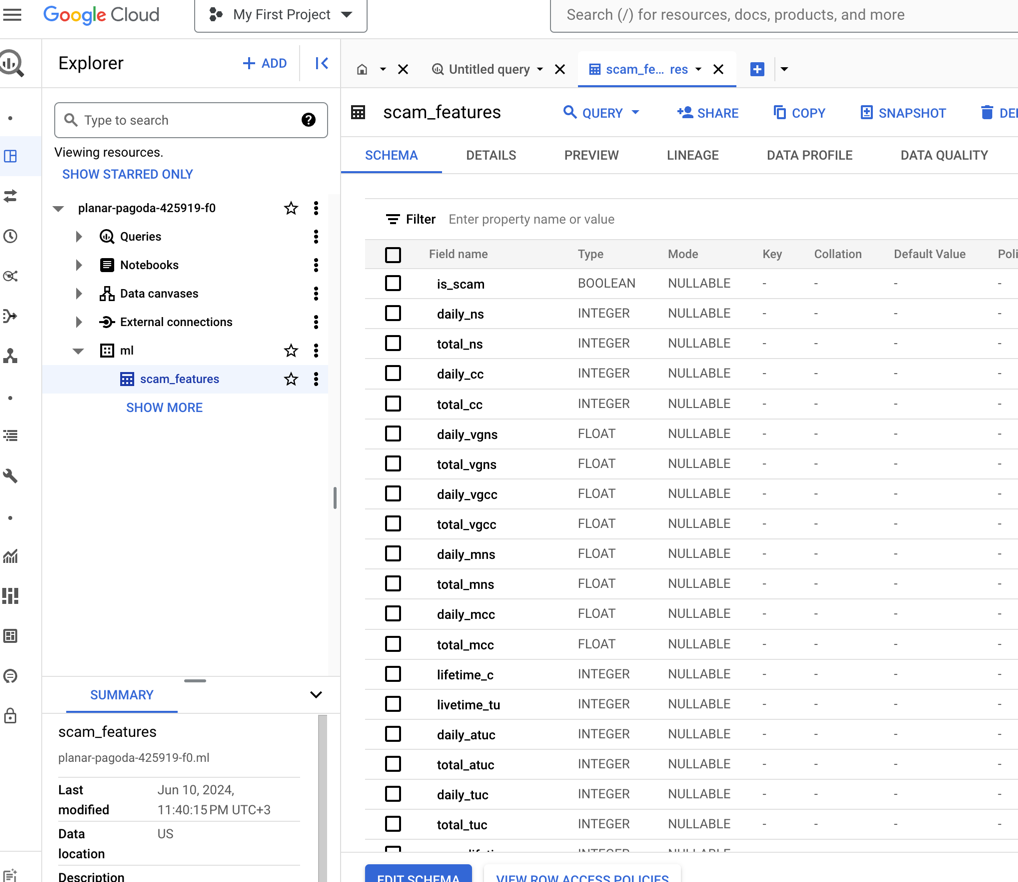 Google Cloud
My First Project
Search (/) for resources, docs, products, and more
Explorer
+ ADD
Untitled query
scam_fe... res
Type to search
Viewing resources.
SHOW STARRED ONLY
planar-pagoda-425919-f0
Queries
Notebooks
Data canvases
External connections
ml
scam_features
SHOW MORE
SUMMARY
scam_features
planar-pagoda-425919-f0.ml
Last modified Jun 10, 2024, 11:40:15 PM UTC+3
Data location US
Description
scam_features
QUERY SHARE COPY SNAPSHOT
SCHEMA DETAILS PREVIEW LINEAGE DATA PROFILE DATA QUALITY
Filter Enter property name or value
Field name Type Mode Key Collation Default Value Poli
is_scam BOOLEAN NULLABLE - - - -
daily_ns INTEGER NULLABLE - - - -
total_ns INTEGER NULLABLE - - - -
daily_cc INTEGER NULLABLE - - - -
total_cc INTEGER NULLABLE - - - -
daily_vgns FLOAT NULLABLE - - - -
total_vgns FLOAT NULLABLE - - - -
daily_vgcc FLOAT NULLABLE - - - -
total_vgcc FLOAT NULLABLE - - - -
daily_mns FLOAT NULLABLE - - - -
total_mns FLOAT NULLABLE - - - -
daily_mcc FLOAT NULLABLE - - - -
total_mcc FLOAT NULLABLE - - - -
lifetime_c INTEGER NULLABLE - - - -
livetime_tu INTEGER NULLABLE - - - -
daily_atuc INTEGER NULLABLE - - - -
total_atuc INTEGER NULLABLE - - - -
daily_tuc INTEGER NULLABLE - - - -
total_tuc INTEGER NULLABLE - - - -
EDIT SCHEMA VIEW ROW ACCESS POLICIES